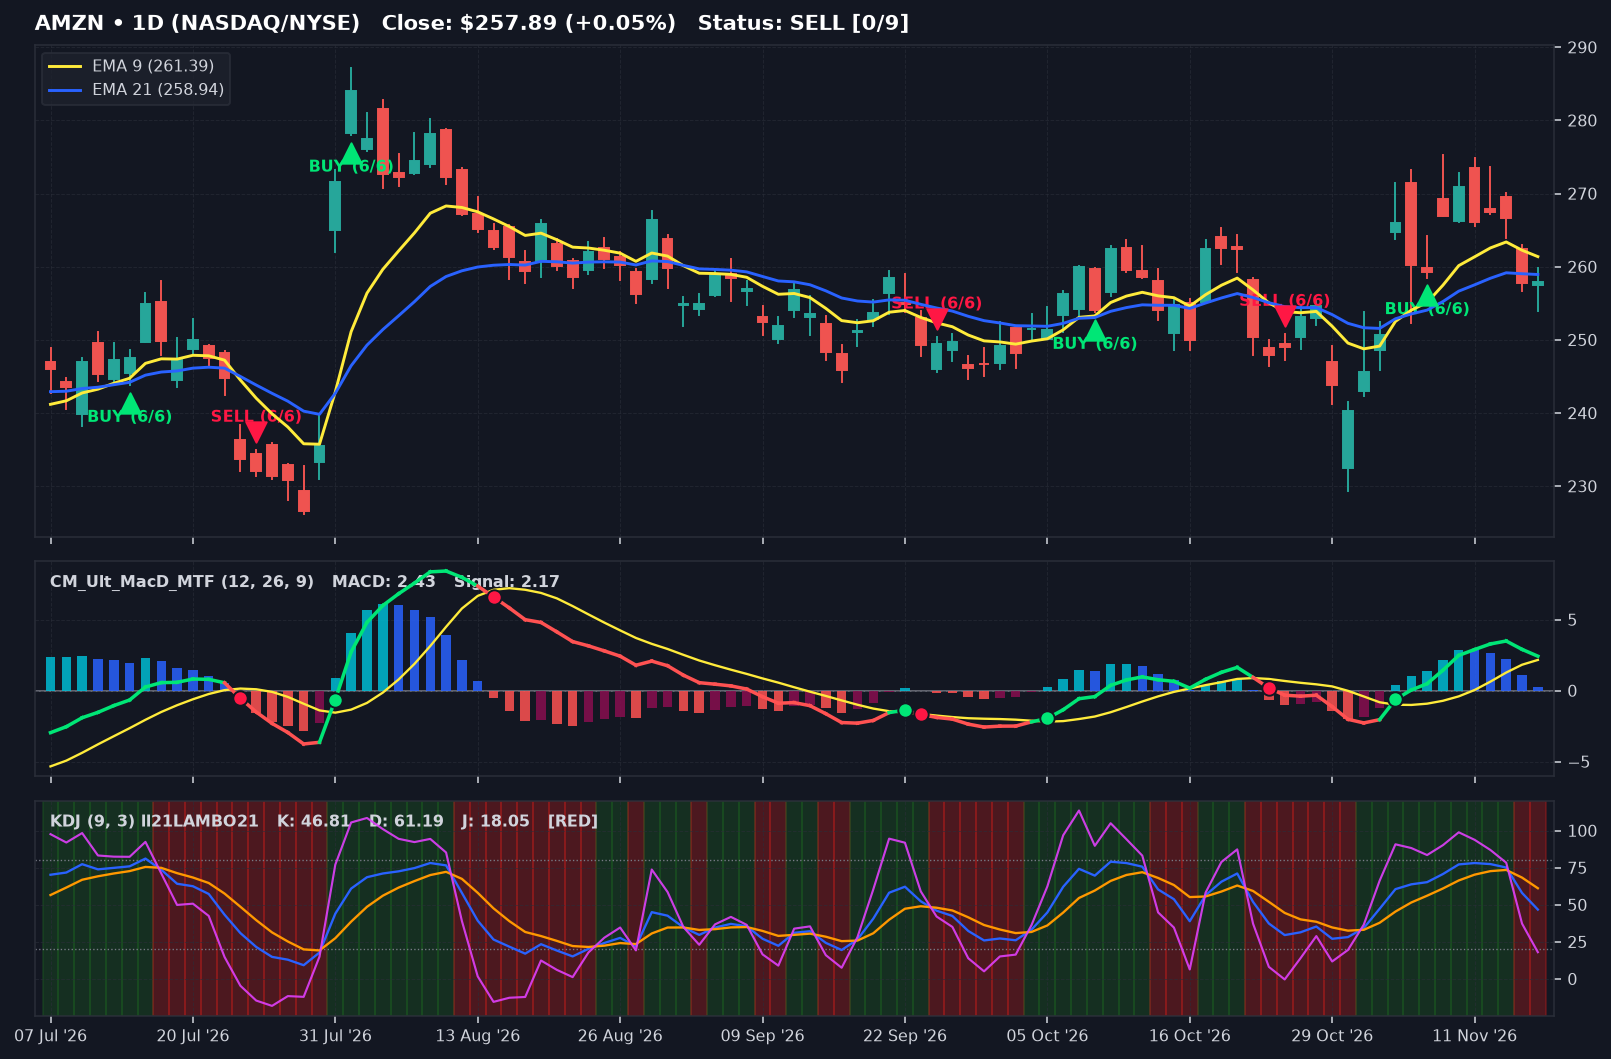 AMZN • 1D (NASDAQ/NYSE)   Close: $257.89 (+0.05%)   Status: SELL [0/9]
EMA 9 (261.39)
EMA 21 (258.94)
290
280
270
260
250
240
230
BUY (6/6)
SELL (6/6)
BUY (6/6)
SELL (6/6)
BUY (6/6)
SELL (6/6)
BUY (6/6)
CM_Ult_MacD_MTF (12, 26, 9)   MACD: 2.43   Signal: 2.17
5
0
−5
KDJ (9, 3) II21LAMBO21   K: 46.81   D: 61.19   J: 18.05   [RED]
100
75
50
25
0
07 Jul '26
20 Jul '26
31 Jul '26
13 Aug '26
26 Aug '26
09 Sep '26
22 Sep '26
05 Oct '26
16 Oct '26
29 Oct '26
11 Nov '26